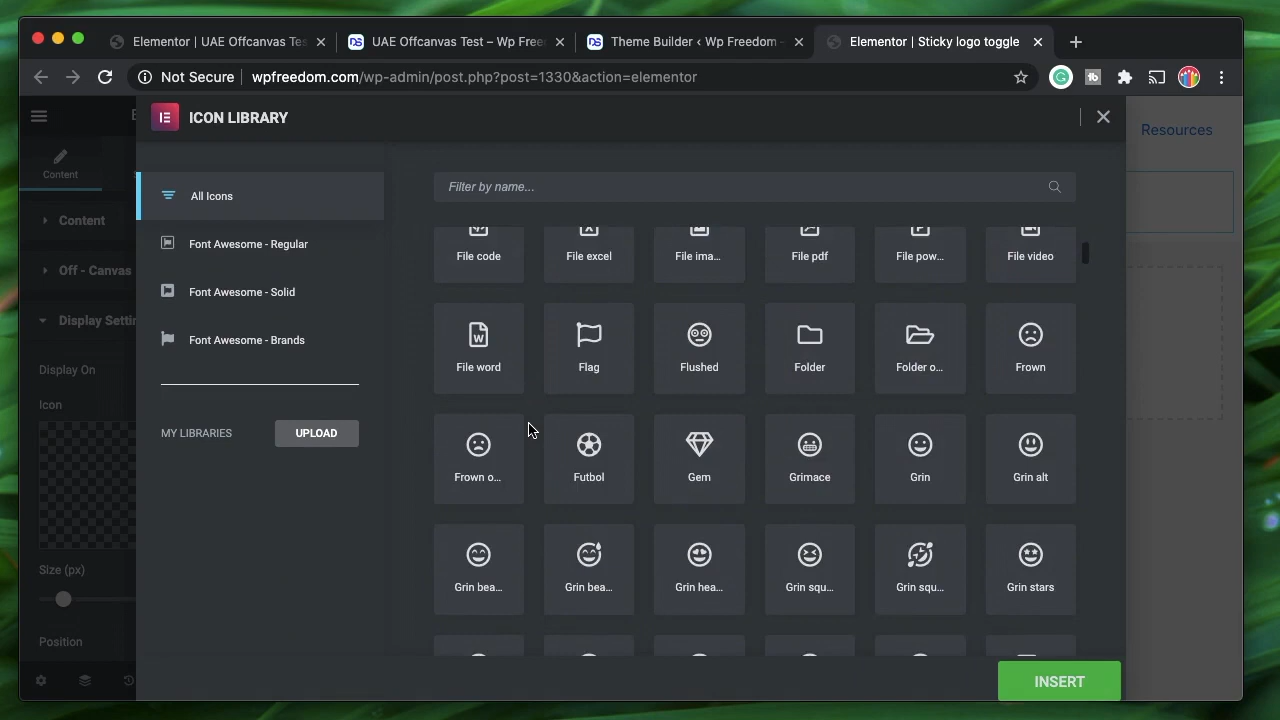 Elementor | UAE Offcanvas Tes
UAE Offcanvas Test – Wp Free
Theme Builder ‹ Wp Freedom –
Elementor | Sticky logo toggle
Not Secure
wpfreedom.com/wp-admin/post.php?post=1330&action=elementor
ICON LIBRARY
Resources
Content
All Icons
Filter by name...
Content
Font Awesome - Regular
File code
File excel
File ima...
File pdf
File pow...
File video
Off - Canvas
Font Awesome - Solid
Display Settin
Font Awesome - Brands
File word
Flag
Flushed
Folder
Folder o...
Frown
Display On
Icon
MY LIBRARIES
UPLOAD
Frown o...
Futbol
Gem
Grimace
Grin
Grin alt
Size (px)
Grin bea...
Grin bea...
Grin hea...
Grin squ...
Grin squ...
Grin stars
Position
INSERT